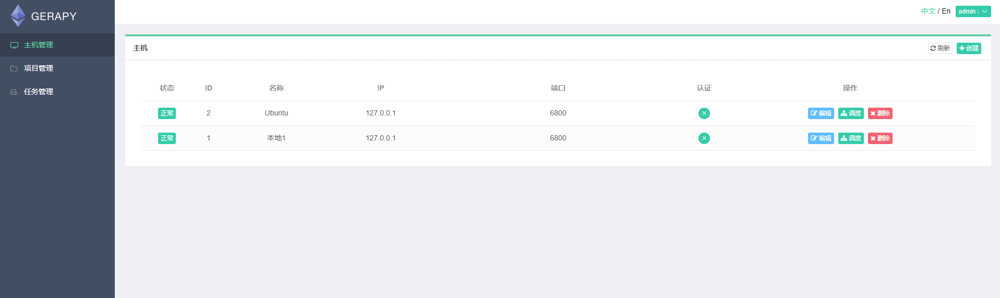 GERAPY
中文 / En admin
主机管理
项目管理
任务管理
主机 刷新 创建
状态 ID 名称 IP 端口 认证 操作
正常 2 Ubuntu 127.0.0.1 6800 编辑 调度 删除
正常 1 本地1 127.0.0.1 6800 编辑 调度 删除